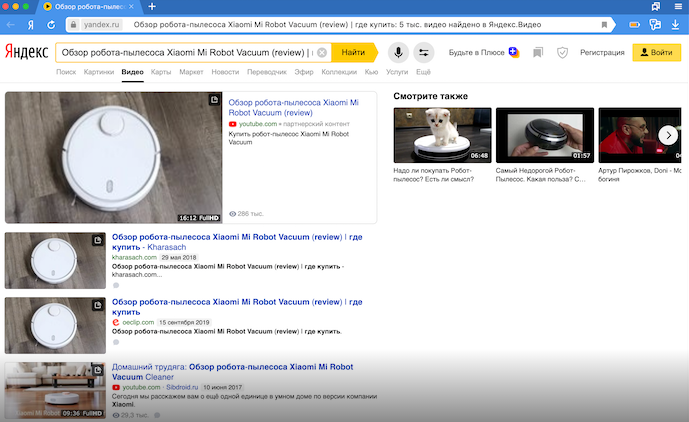 Обзор робота-пылесоса
yandex.ru
Обзор робота-пылесоса Xiaomi Mi Robot Vacuum (review) | где купить: 5 тыс. видео найдено в Яндекс.Видео
Яндекс
Обзор робота-пылесоса Xiaomi Mi Robot Vacuum (review) |
Найти
Будьте в Плюсе
Регистрация
Войти
Поиск Картинки Видео Карты Маркет Новости Переводчик Эфир Коллекции Кью Услуги Ещё
16:12 FullHD
Обзор робота-пылесоса Xiaomi Mi
Robot Vacuum (review)
youtube.com • партнерский контент
Купить робот-пылесос Xiaomi Mi Robot
Vacuum
286 тыс.
Обзор робота-пылесоса Xiaomi Mi Robot Vacuum (review) | где
купить - Kharasach
kharasach.com 29 мая 2018
Обзор робота-пылесоса Xiaomi Mi Robot Vacuum (review) | где купить -
kharasach.com...
Обзор робота-пылесоса Xiaomi Mi Robot Vacuum (review) | где
купить
oeclip.com 15 сентября 2019
Обзор робота-пылесоса Xiaomi Mi Robot Vacuum (review) | где купить.
Xiaomi Mi Robot
09:36 FullHD
Домашний трудяга: Обзор робота-пылесоса Xiaomi Mi Robot
Vacuum Cleaner
youtube.com › Sibdroid.ru 10 июня 2017
Сегодня мы расскажем вам о ещё одной единице в умном доме по версии компании
Xiaomi.
29,3 тыс.
Смотрите также
06:48
Надо ли покупать Робот-
пылесос? Есть ли смысл?
01:57
Самый Недорогой Робот-
Пылесос. Какая польза? С...
Артур Пирожков, Doni - Мо
богиня